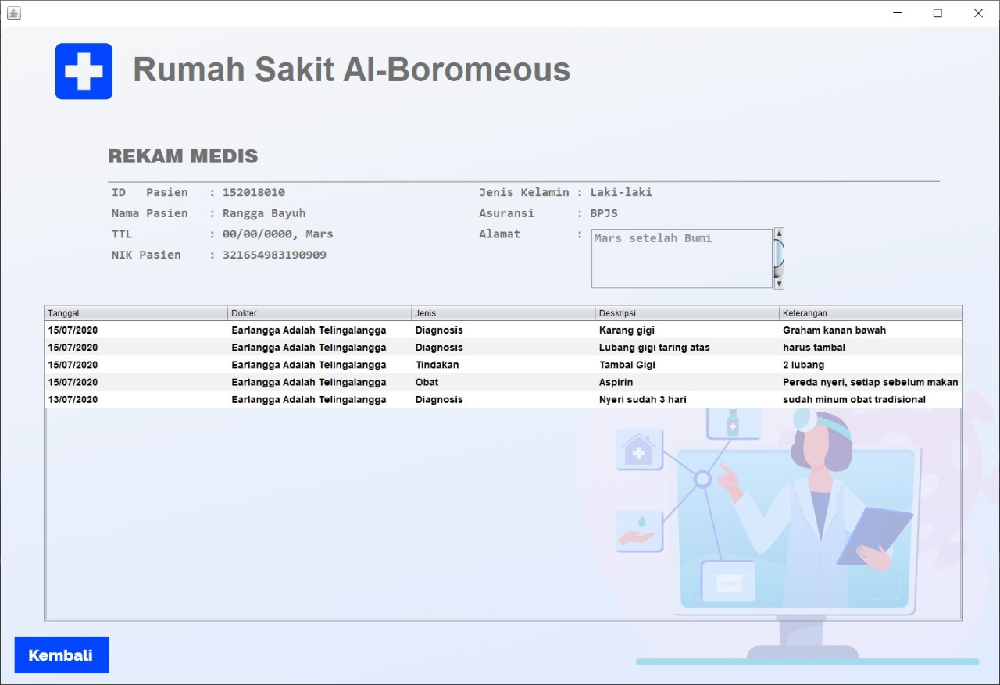 Rumah Sakit Al-Boromeous
REKAM MEDIS
ID Pasien : 152018010 Jenis Kelamin : Laki-laki
Nama Pasien : Rangga Bayuh Asuransi : BPJS
TTL : 00/00/0000, Mars Alamat : Mars setelah Bumi
NIK Pasien : 321654983190909
Tanggal Dokter Jenis Deskripsi Keterangan
15/07/2020 Earlangga Adalah Telingalangga Diagnosis Karang gigi Graham kanan bawah
15/07/2020 Earlangga Adalah Telingalangga Diagnosis Lubang gigi taring atas harus tambal
15/07/2020 Earlangga Adalah Telingalangga Tindakan Tambal Gigi 2 lubang
15/07/2020 Earlangga Adalah Telingalangga Obat Aspirin Pereda nyeri, setiap sebelum makan
13/07/2020 Earlangga Adalah Telingalangga Diagnosis Nyeri sudah 3 hari sudah minum obat tradisional
Kembali